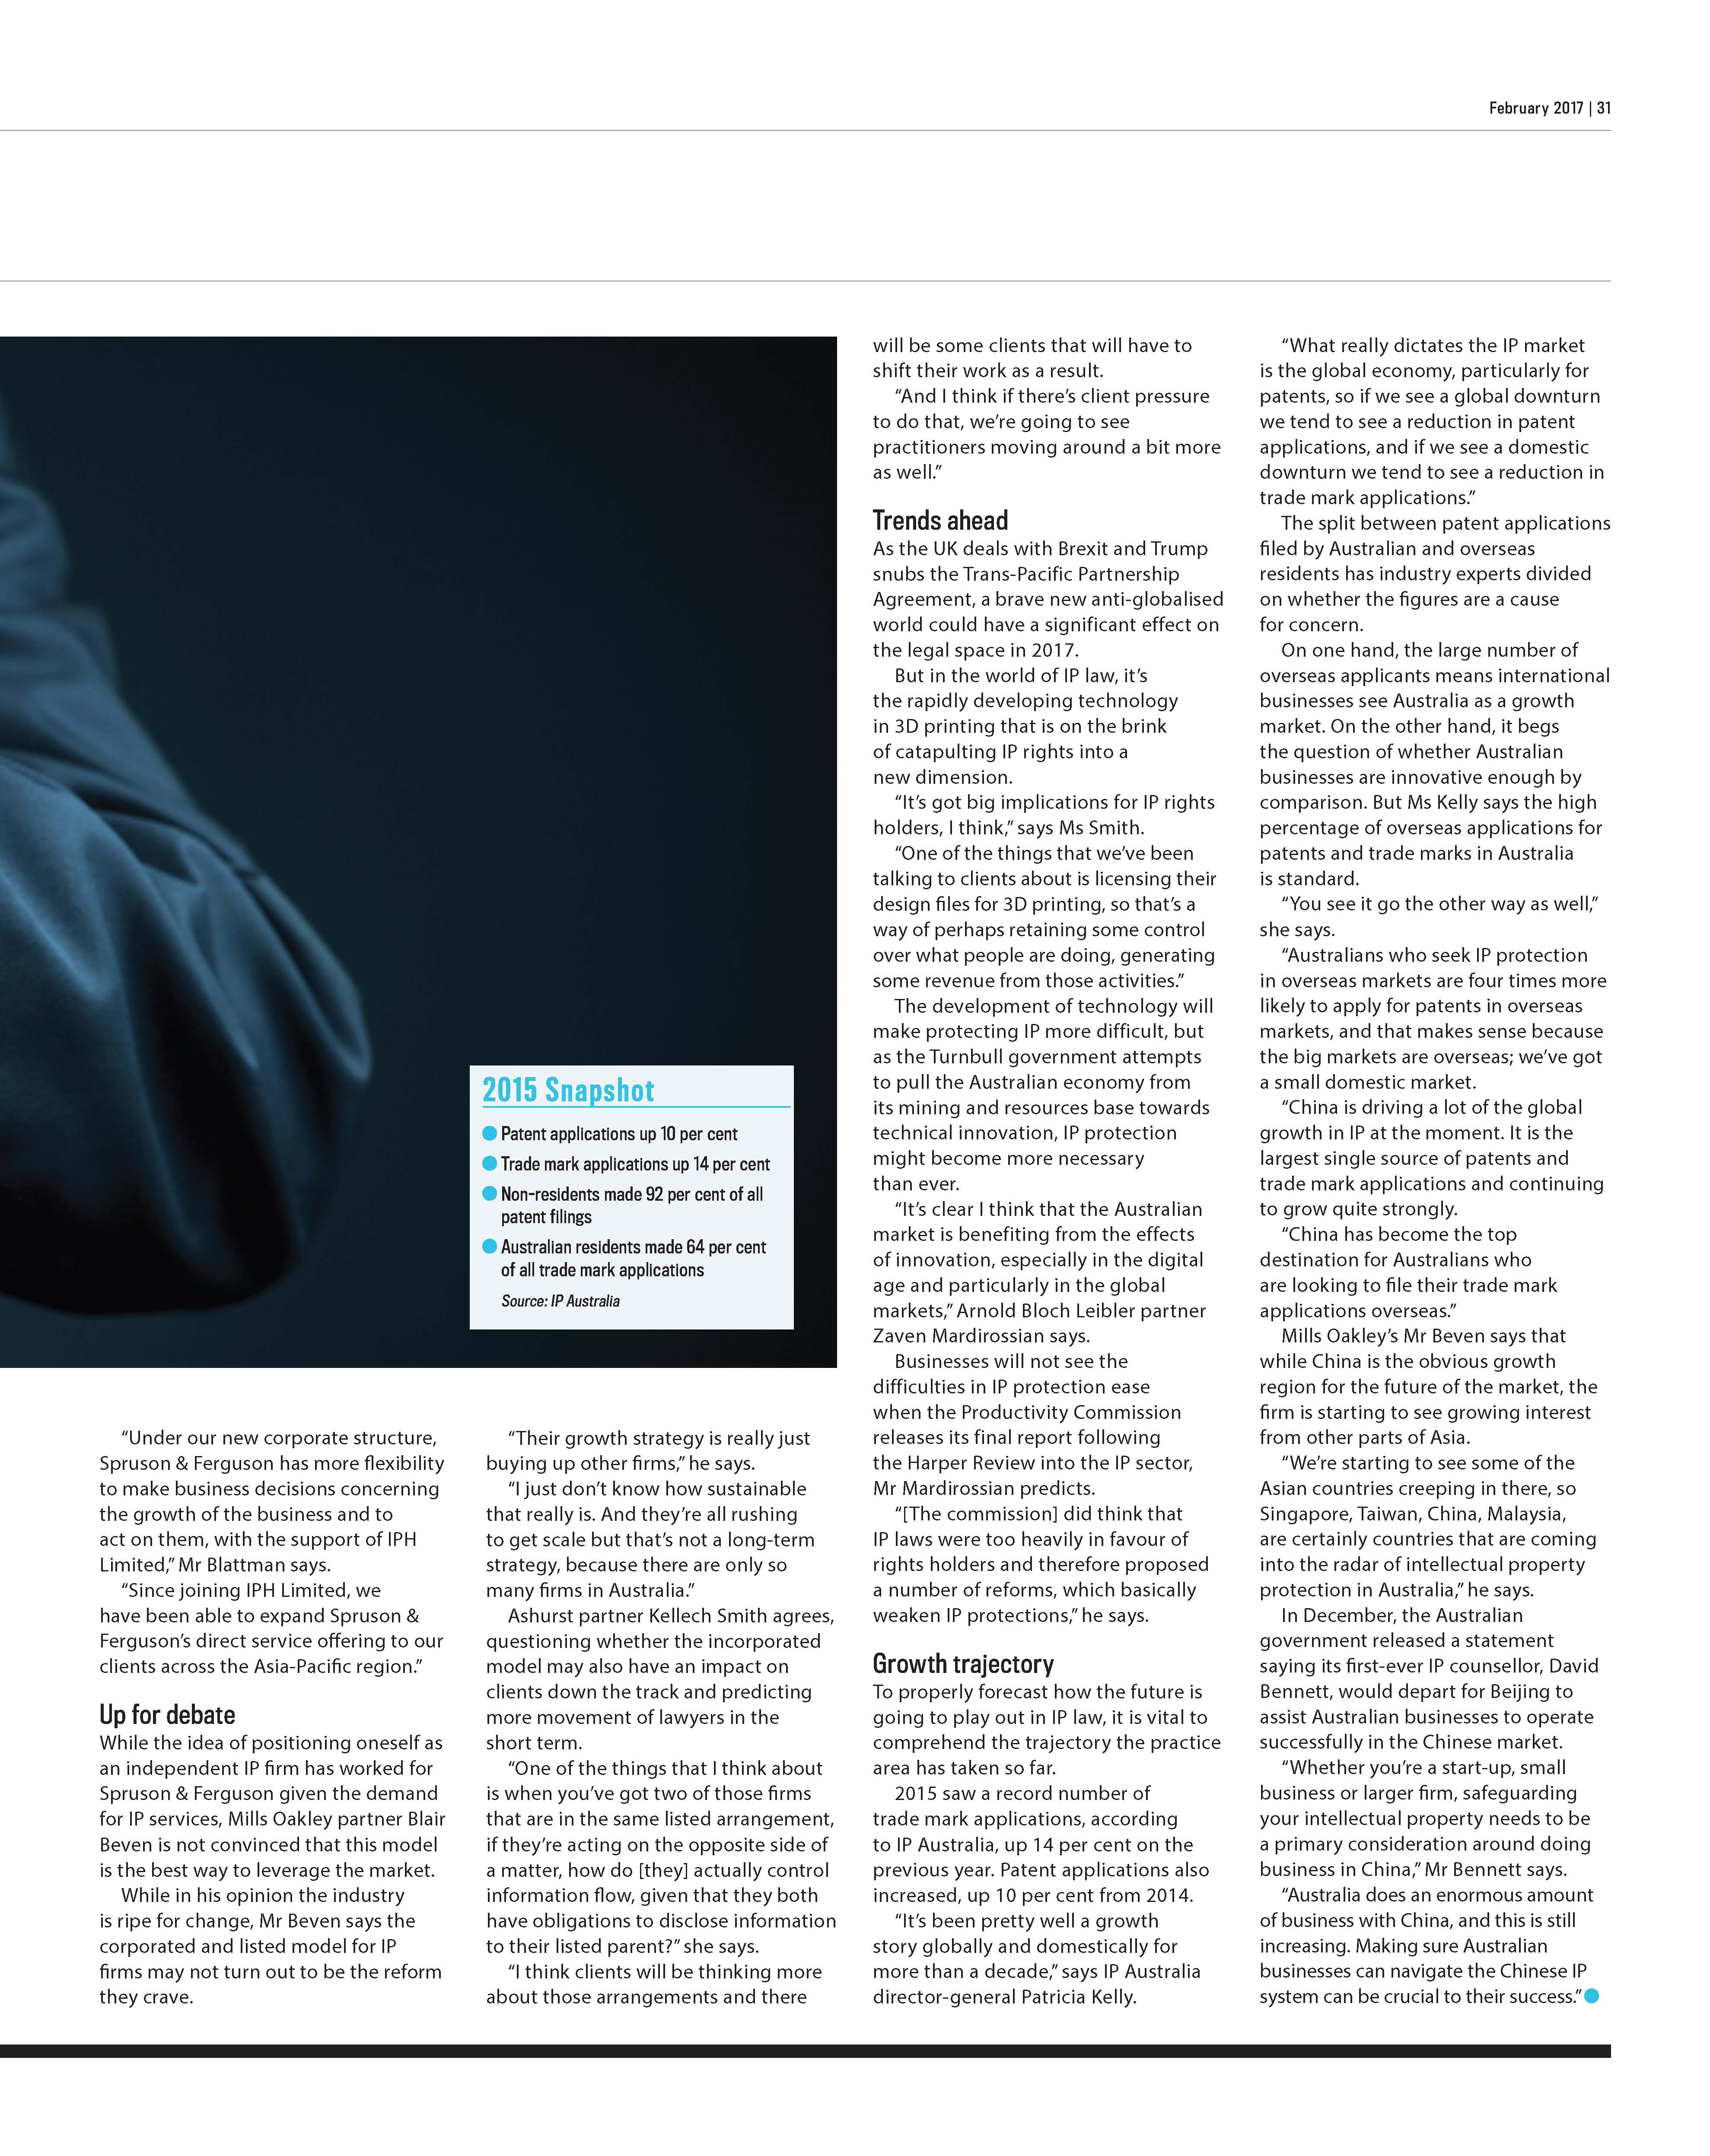 February 2017 | 31
2015 Snapshot
Patent applications up 10 per cent
Trade mark applications up 14 per cent
Non-residents made 92 per cent of all
patent filings
Australian residents made 64 per cent
of all trade mark applications
Source: IP Australia
“Under our new corporate structure,
Spruson & Ferguson has more flexibility
to make business decisions concerning
the growth of the business and to
act on them, with the support of IPH
Limited,” Mr Blattman says.
“Since joining IPH Limited, we
have been able to expand Spruson &
Ferguson’s direct service offering to our
clients across the Asia-Pacific region.”
Up for debate
While the idea of positioning oneself as
an independent IP firm has worked for
Spruson & Ferguson given the demand
for IP services, Mills Oakley partner Blair
Beven is not convinced that this model
is the best way to leverage the market.
While in his opinion the industry
is ripe for change, Mr Beven says the
corporated and listed model for IP
firms may not turn out to be the reform
they crave.
“Their growth strategy is really just
buying up other firms,” he says.
“I just don’t know how sustainable
that really is. And they’re all rushing
to get scale but that’s not a long-term
strategy, because there are only so
many firms in Australia.”
Ashurst partner Kellech Smith agrees,
questioning whether the incorporated
model may also have an impact on
clients down the track and predicting
more movement of lawyers in the
short term.
“One of the things that I think about
is when you’ve got two of those firms
that are in the same listed arrangement,
if they’re acting on the opposite side of
a matter, how do [they] actually control
information flow, given that they both
have obligations to disclose information
to their listed parent?” she says.
“I think clients will be thinking more
about those arrangements and there
will be some clients that will have to
shift their work as a result.
“And I think if there’s client pressure
to do that, we’re going to see
practitioners moving around a bit more
as well.”
Trends ahead
As the UK deals with Brexit and Trump
snubs the Trans-Pacific Partnership
Agreement, a brave new anti-globalised
world could have a significant effect on
the legal space in 2017.
But in the world of IP law, it’s
the rapidly developing technology
in 3D printing that is on the brink
of catapulting IP rights into a
new dimension.
“It’s got big implications for IP rights
holders, I think,” says Ms Smith.
“One of the things that we’ve been
talking to clients about is licensing their
design files for 3D printing, so that’s a
way of perhaps retaining some control
over what people are doing, generating
some revenue from those activities.”
The development of technology will
make protecting IP more difficult, but
as the Turnbull government attempts
to pull the Australian economy from
its mining and resources base towards
technical innovation, IP protection
might become more necessary
than ever.
“It’s clear I think that the Australian
market is benefiting from the effects
of innovation, especially in the digital
age and particularly in the global
markets,” Arnold Bloch Leibler partner
Zaven Mardirossian says.
Businesses will not see the
difficulties in IP protection ease
when the Productivity Commission
releases its final report following
the Harper Review into the IP sector,
Mr Mardirossian predicts.
“[The commission] did think that
IP laws were too heavily in favour of
rights holders and therefore proposed
a number of reforms, which basically
weaken IP protections,” he says.
Growth trajectory
To properly forecast how the future is
going to play out in IP law, it is vital to
comprehend the trajectory the practice
area has taken so far.
2015 saw a record number of
trade mark applications, according
to IP Australia, up 14 per cent on the
previous year. Patent applications also
increased, up 10 per cent from 2014.
“It’s been pretty well a growth
story globally and domestically for
more than a decade,” says IP Australia
director-general Patricia Kelly.
“What really dictates the IP market
is the global economy, particularly for
patents, so if we see a global downturn
we tend to see a reduction in patent
applications, and if we see a domestic
downturn we tend to see a reduction in
trade mark applications.”
The split between patent applications
filed by Australian and overseas
residents has industry experts divided
on whether the figures are a cause
for concern.
On one hand, the large number of
overseas applicants means international
businesses see Australia as a growth
market. On the other hand, it begs
the question of whether Australian
businesses are innovative enough by
comparison. But Ms Kelly says the high
percentage of overseas applications for
patents and trade marks in Australia
is standard.
“You see it go the other way as well,”
she says.
“Australians who seek IP protection
in overseas markets are four times more
likely to apply for patents in overseas
markets, and that makes sense because
the big markets are overseas; we’ve got
a small domestic market.
“China is driving a lot of the global
growth in IP at the moment. It is the
largest single source of patents and
trade mark applications and continuing
to grow quite strongly.
“China has become the top
destination for Australians who
are looking to file their trade mark
applications overseas.”
Mills Oakley’s Mr Beven says that
while China is the obvious growth
region for the future of the market, the
firm is starting to see growing interest
from other parts of Asia.
“We’re starting to see some of the
Asian countries creeping in there, so
Singapore, Taiwan, China, Malaysia,
are certainly countries that are coming
into the radar of intellectual property
protection in Australia,” he says.
In December, the Australian
government released a statement
saying its first-ever IP counsellor, David
Bennett, would depart for Beijing to
assist Australian businesses to operate
successfully in the Chinese market.
“Whether you’re a start-up, small
business or larger firm, safeguarding
your intellectual property needs to be
a primary consideration around doing
business in China,” Mr Bennett says.
“Australia does an enormous amount
of business with China, and this is still
increasing. Making sure Australian
businesses can navigate the Chinese IP
system can be crucial to their success.”